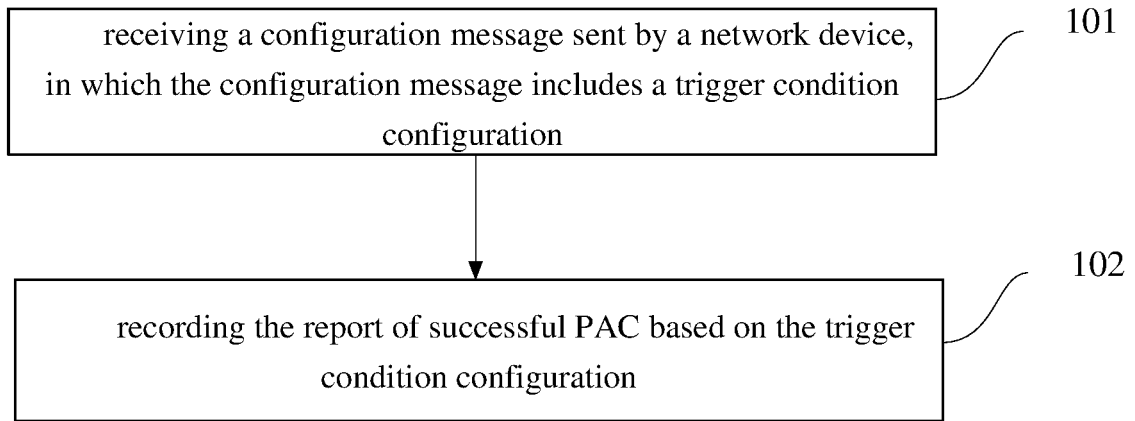 receiving a configuration message sent by a network device,
in which the configuration message includes a trigger condition
configuration
101
recording the report of successful PAC based on the trigger
condition configuration
102